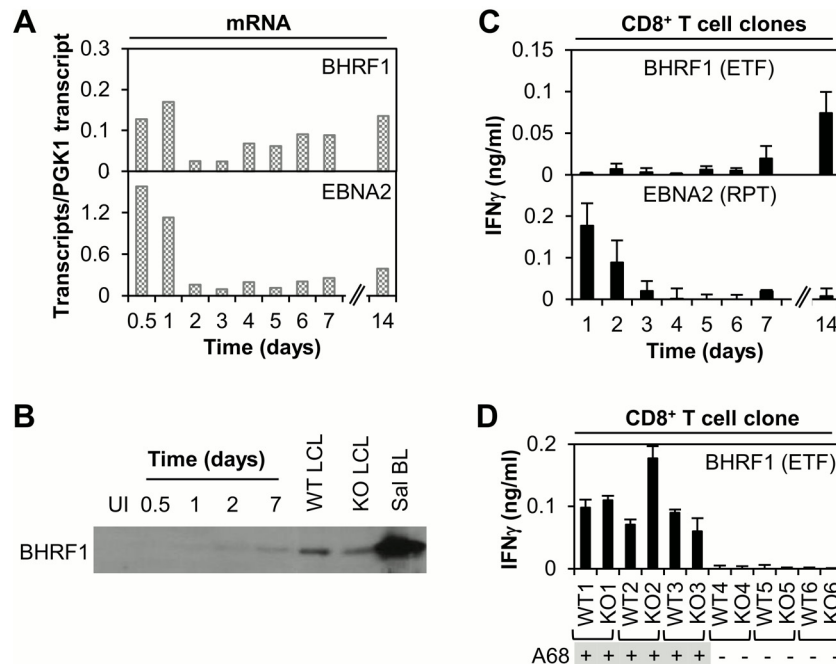 A
mRNA
BHRF1
0.3
0.2
0.1
0
EBNA2
1.2
0.6
0
Transcripts/PGK1 transcript
0.5 1 2 3 4 5 6 7 14
Time (days)
C
CD8+ T cell clones
BHRF1 (ETF)
0.15
0.1
0.05
0
EBNA2 (RPT)
0.2
0.1
0
IFNγ (ng/ml)
1 2 3 4 5 6 7 14
Time (days)
B
Time (days)
UI 0.5 1 2 7 WT LCL KO LCL Sal BL
BHRF1
D
CD8+ T cell clone
BHRF1 (ETF)
0.2
0.1
0
IFNγ (ng/ml)
WT1 KO1 WT2 KO2 WT3 KO3 WT4 KO4 WT5 KO5 WT6 KO6
A68 + + + + + + - - - - - -